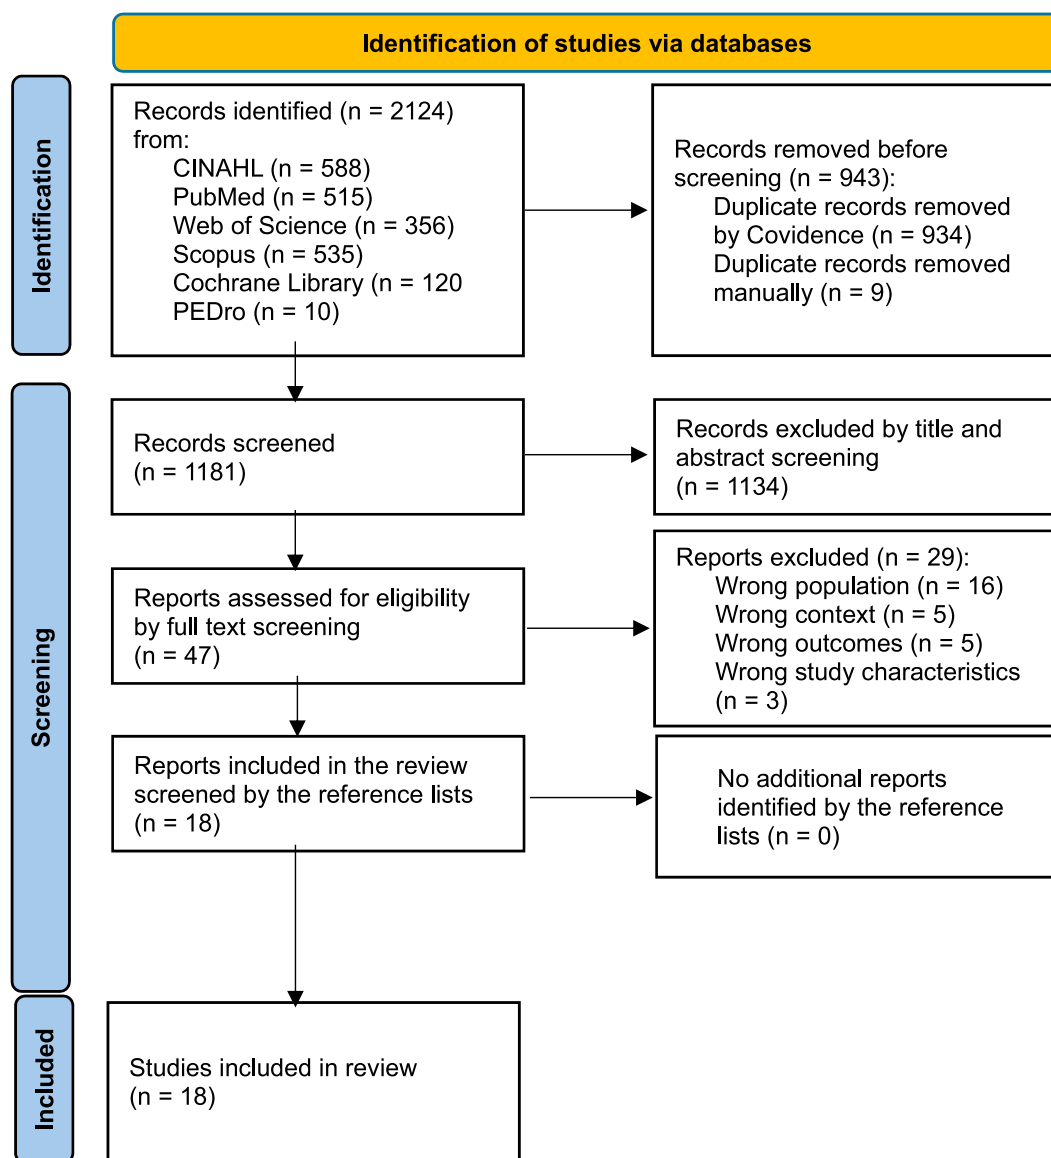 Identification of studies via databases
Identification
Records identified (n = 2124)
from:
CINAHL (n = 588)
PubMed (n = 515)
Web of Science (n = 356)
Scopus (n = 535)
Cochrane Library (n = 120
PEDro (n = 10)
Records removed before
screening (n = 943):
Duplicate records removed
by Covidence (n = 934)
Duplicate records removed
manually (n = 9)
Screening
Records screened
(n = 1181)
Records excluded by title and
abstract screening
(n = 1134)
Reports assessed for eligibility
by full text screening
(n = 47)
Reports excluded (n = 29):
Wrong population (n = 16)
Wrong context (n = 5)
Wrong outcomes (n = 5)
Wrong study characteristics
(n = 3)
Reports included in the review
screened by the reference lists
(n = 18)
No additional reports
identified by the reference
lists (n = 0)
Included
Studies included in review
(n = 18)